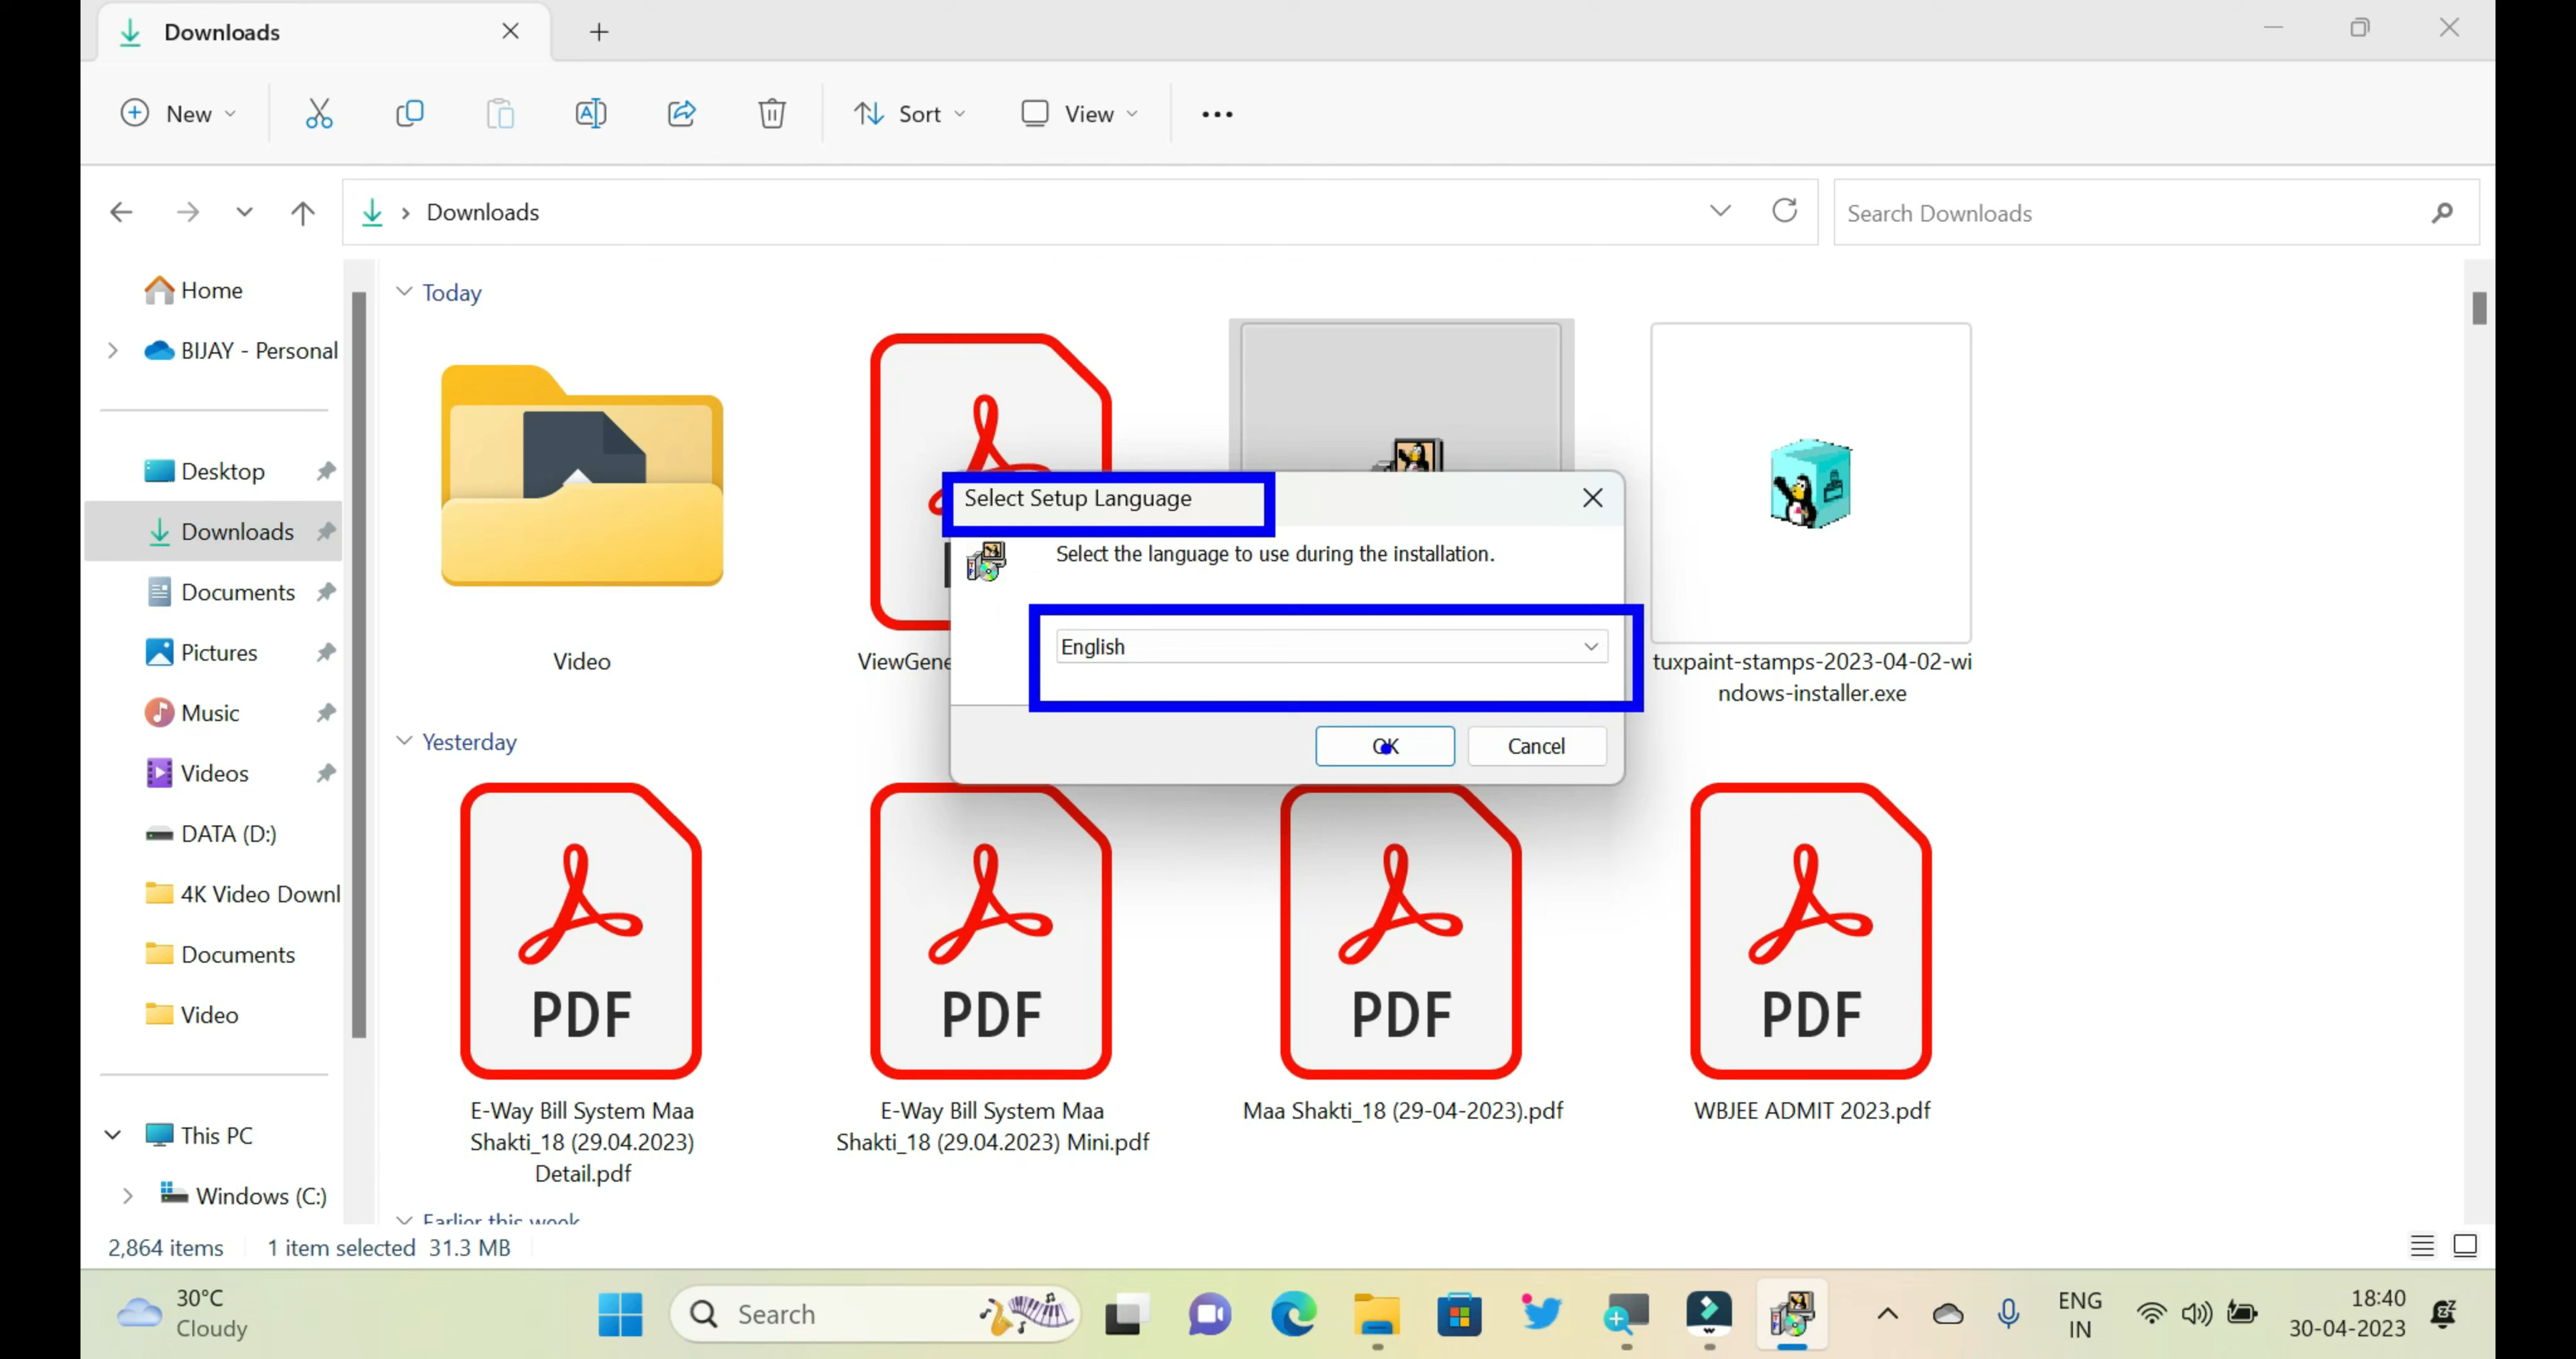 Downloads
New
Sort
View
Downloads
Search Downloads
Home
BIJAY - Personal
Desktop
Downloads
Documents
Pictures
Music
Videos
DATA (D:)
4K Video Downl
Documents
Video
This PC
Windows (C:)
Today
Video
ViewGene
tuxpaint-stamps-2023-04-02-wi
ndows-installer.exe
Select Setup Language
Select the language to use during the installation.
English
OK
Cancel
Yesterday
PDF
PDF
PDF
PDF
E-Way Bill System Maa
Shakti_18 (29.04.2023)
Detail.pdf
E-Way Bill System Maa
Shakti_18 (29.04.2023) Mini.pdf
Maa Shakti_18 (29-04-2023).pdf
WBJEE ADMIT 2023.pdf
Earlier this week
2,864 items
1 item selected 31.3 MB
30°C
Cloudy
Search
ENG
IN
18:40
30-04-2023